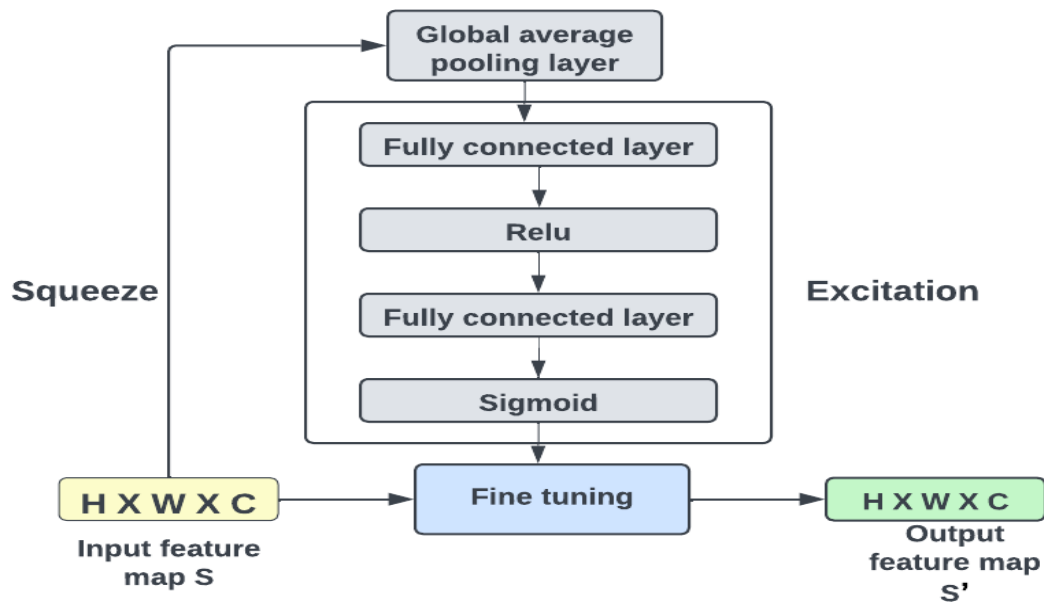 Global average
pooling layer
Fully connected layer
Relu
Squeeze
Fully connected layer
Excitation
Sigmoid
H X W X C
Input feature
map S
Fine tuning
H X W X C
Output
feature map
S’